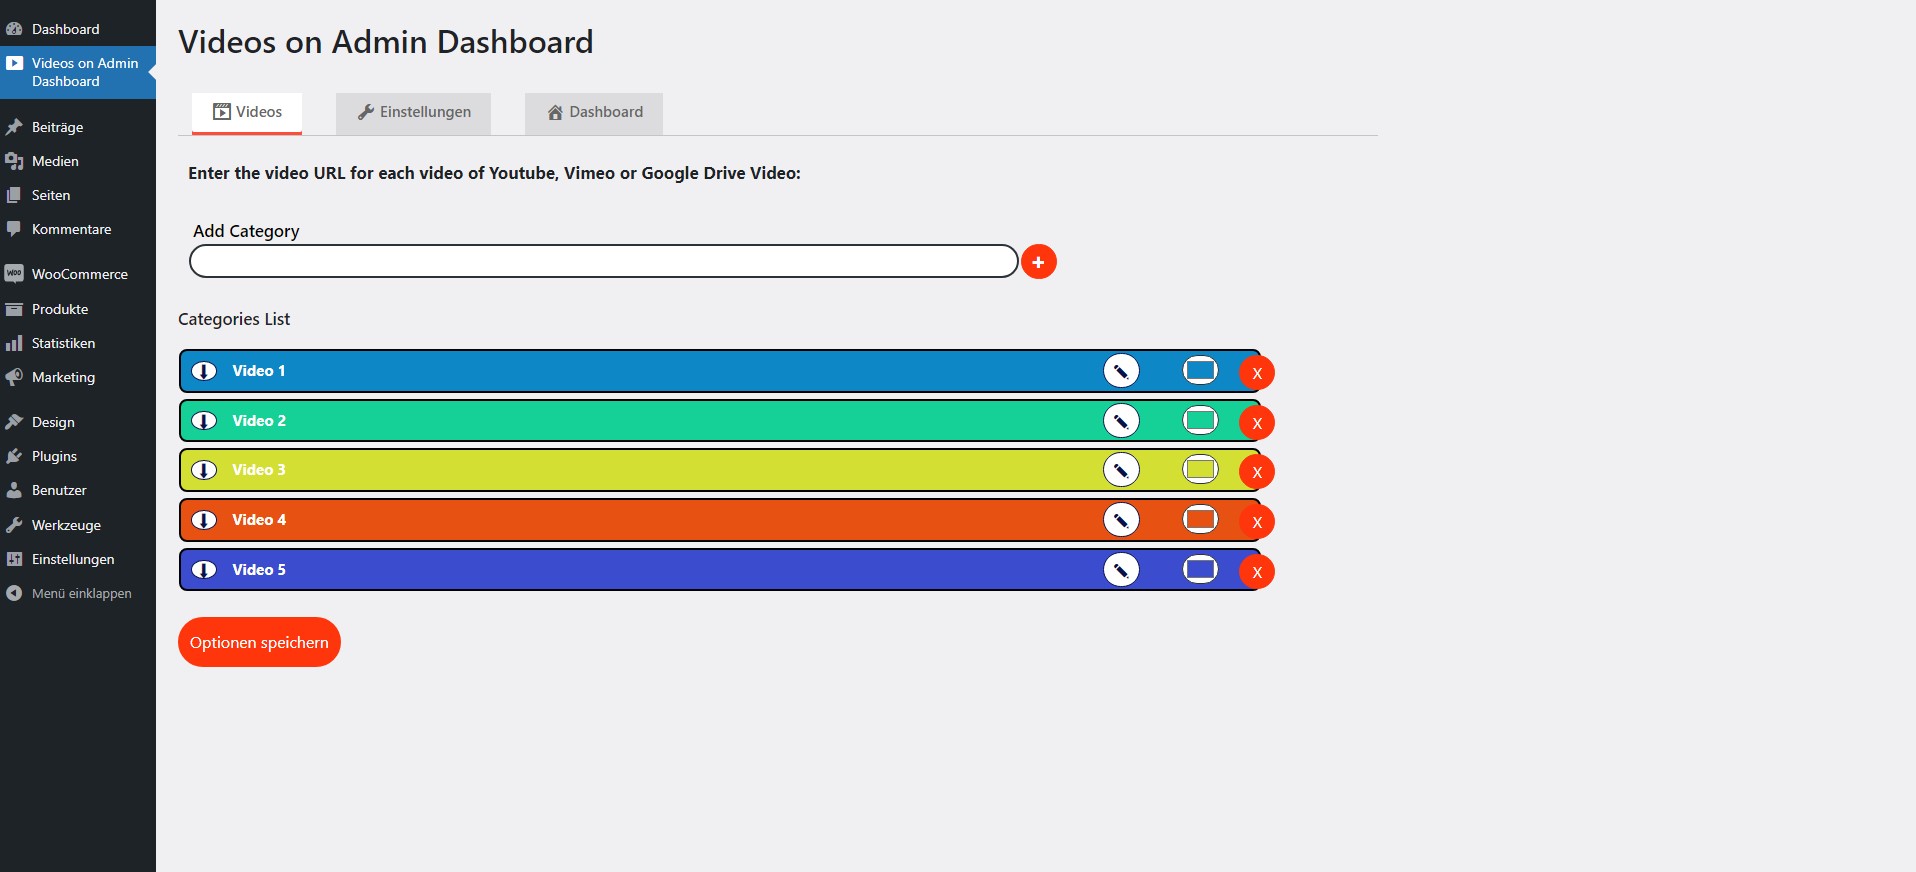 Dashboard
Videos on Admin
Dashboard
Beiträge
Medien
Seiten
Kommentare
WooCommerce
Produkte
Statistiken
Marketing
Design
Plugins
Benutzer
Werkzeuge
Einstellungen
Menü einklappen
Videos on Admin Dashboard
Videos
Einstellungen
Dashboard
Enter the video URL for each video of Youtube, Vimeo or Google Drive Video:
Add Category
+
Categories List
Video 1
X
Video 2
X
Video 3
X
Video 4
X
Video 5
X
Optionen speichern